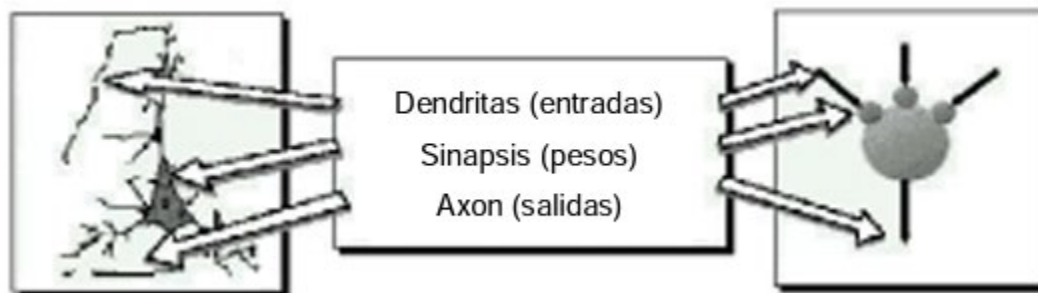 Dendritas (entradas)
Sinapsis (pesos)
Axon (salidas)